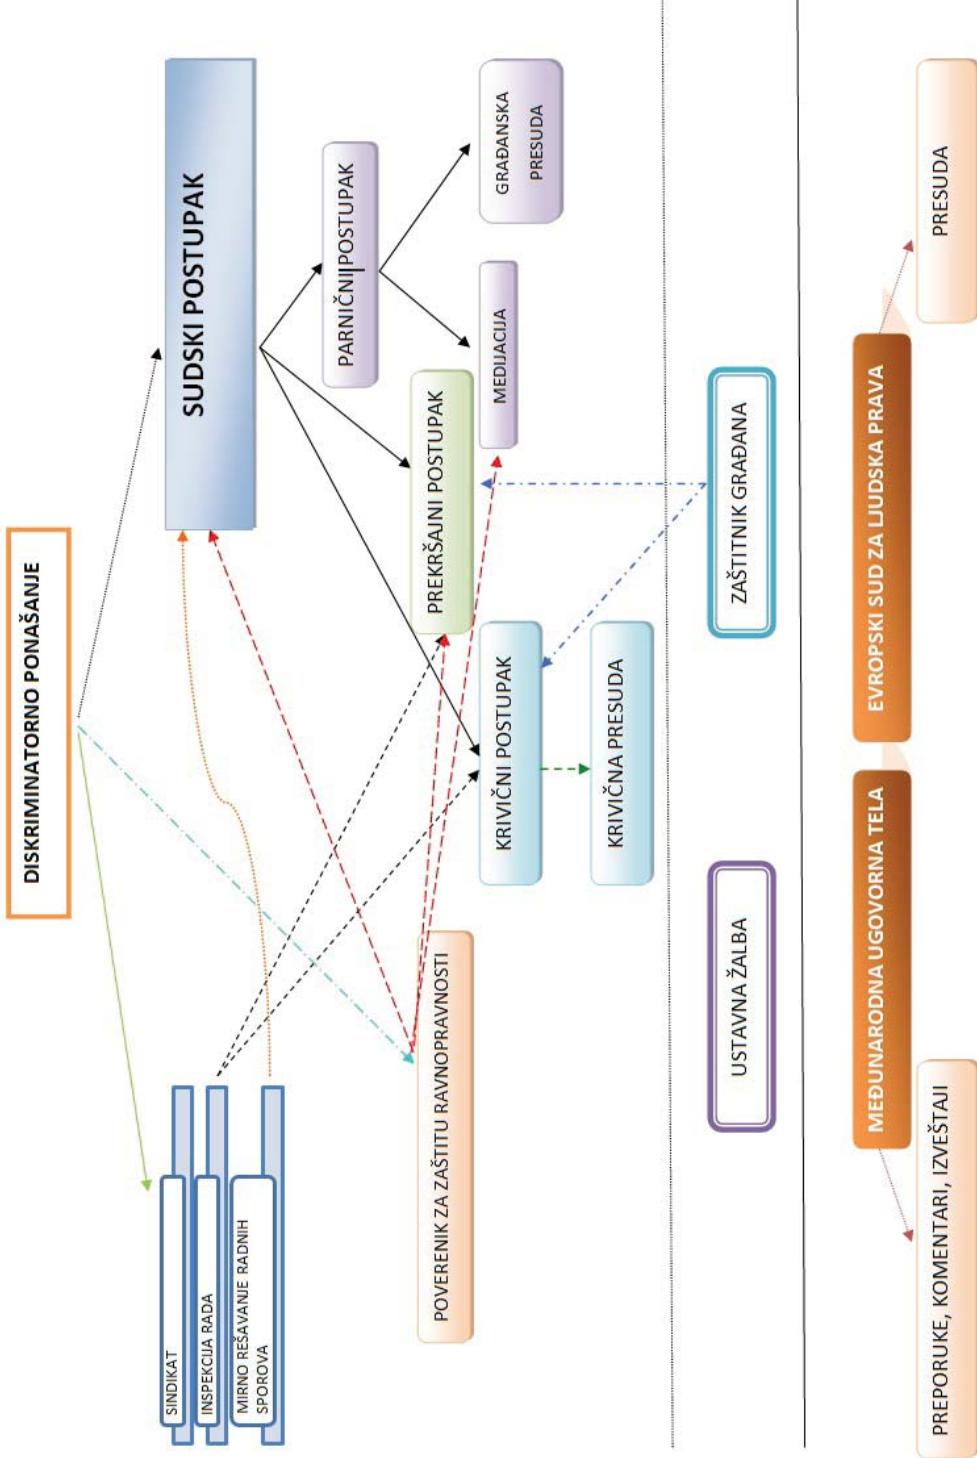 DISKRIMINATORNO PONAŠANJE
SINDIKAT
INSPEKCIJA RADA
MIRNO REŠAVANJE RADNIH
SPOROVA
SUDSKI POSTUPAK
PARNIČNI POSTUPAK
POVERENIK ZA ZAŠTITU RAVNOPRAVNOSTI
PREKRŠAJNI POSTUPAK
KRIVIČNI POSTUPAK
MEDIJACIJA
GRAĐANSKA
PRESUDA
KRIVIČNA PRESUDA
USTAVNA ŽALBA
ZAŠTITNIK GRAĐANA
MEĐUNARODNA UGOVORNA TELA
EVROPSKI SUD ZA LJUDSKA PRAVA
PREPORUKE, KOMENTARI, IZVEŠTAJI
PRESUDA